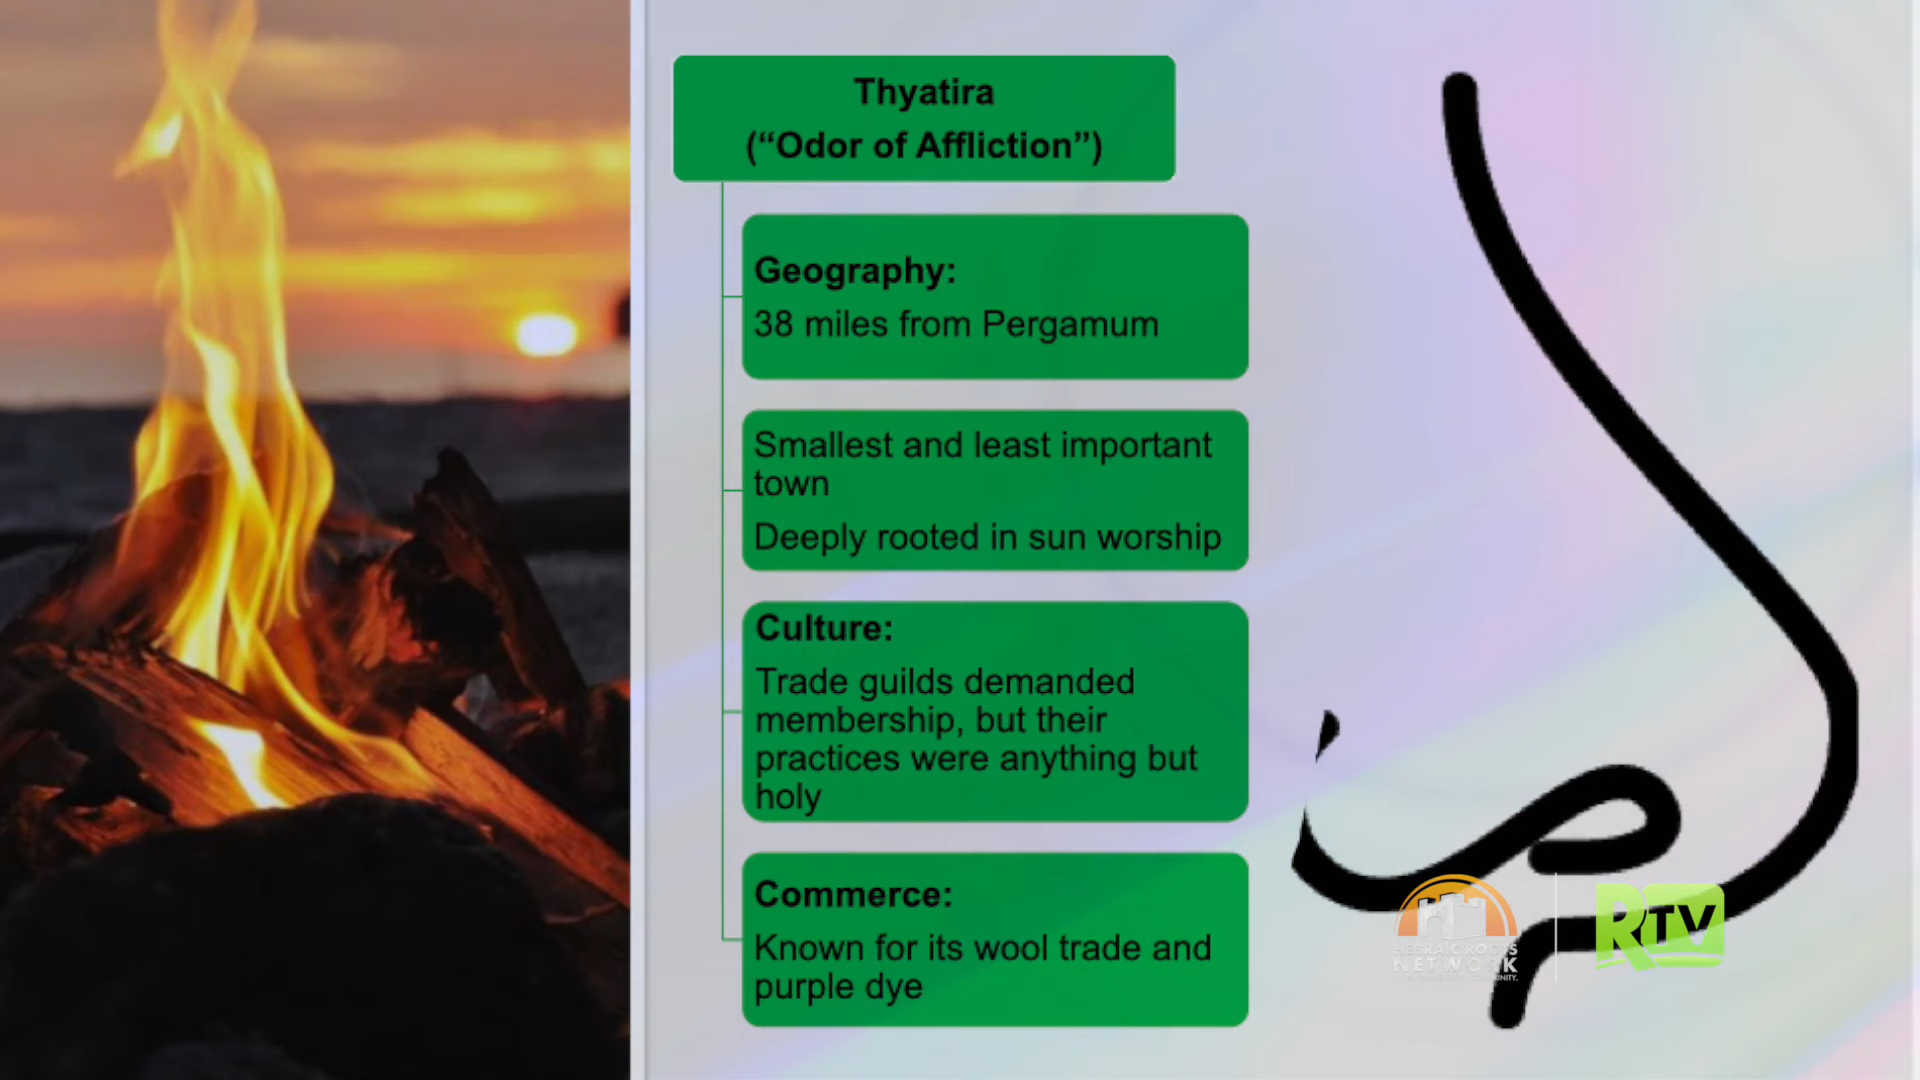 Thyatira
(“Odor of Affliction”)
Geography:
38 miles from Pergamum
Smallest and least important
town
Deeply rooted in sun worship
Culture:
Trade guilds demanded
membership, but their
practices were anything but
holy
Commerce:
Known for its wool trade and
purple dye
HEBRAIC ROOTS
NETWORK
RTV